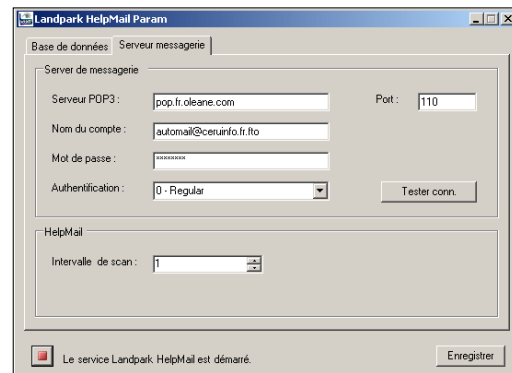 Landpark HelpMail Param
Base de données Serveur messagerie
Server de messagerie
Serveur POP3 : pop.fr.oleane.com Port : 110
Nom du compte : automail@ceruinfo.fr.fto
Mot de passe : ********
Authentification : 0 - Regular Tester conn.
HelpMail
Intervalle de scan : 1
Le service Landpark HelpMail est démarré. Enregistrer